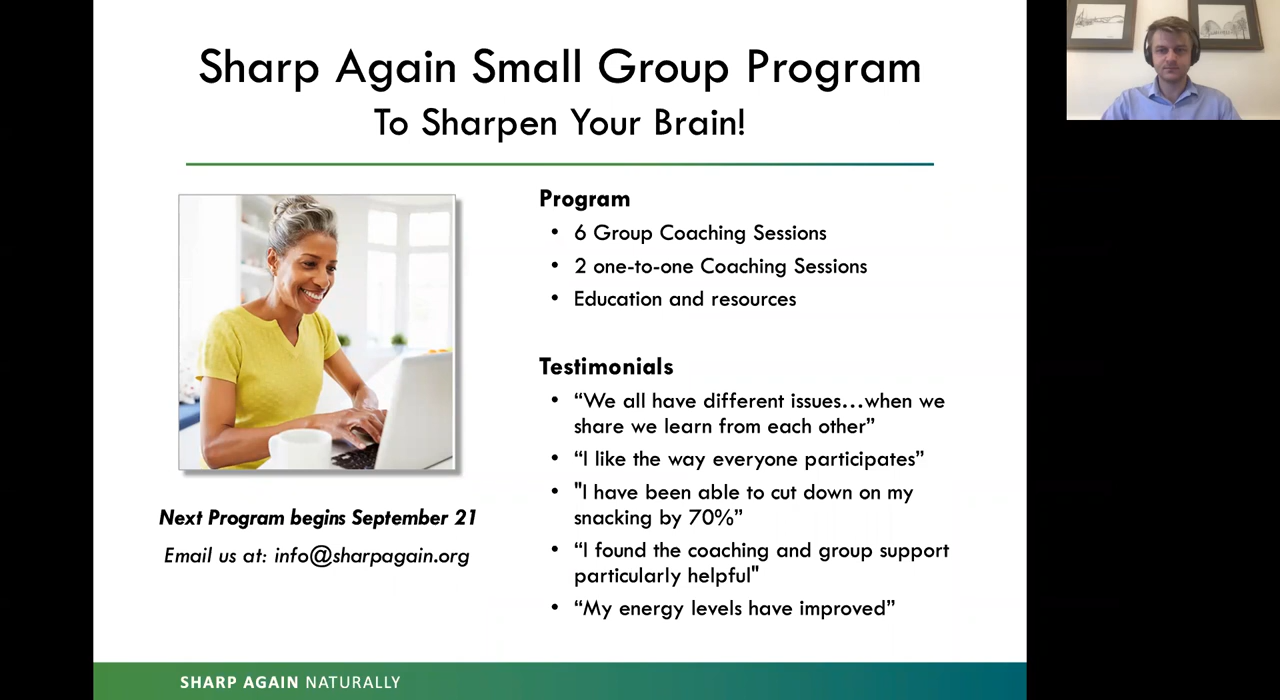 Sharp Again Small Group Program
To Sharpen Your Brain!
Program
• 6 Group Coaching Sessions
• 2 one-to-one Coaching Sessions
• Education and resources
Testimonials
• “We all have different issues…when we
share we learn from each other”
• “I like the way everyone participates”
• "I have been able to cut down on my
snacking by 70%”
• “I found the coaching and group support
particularly helpful"
• “My energy levels have improved”
Next Program begins September 21
Email us at: info@sharpagain.org
SHARP AGAIN NATURALLY